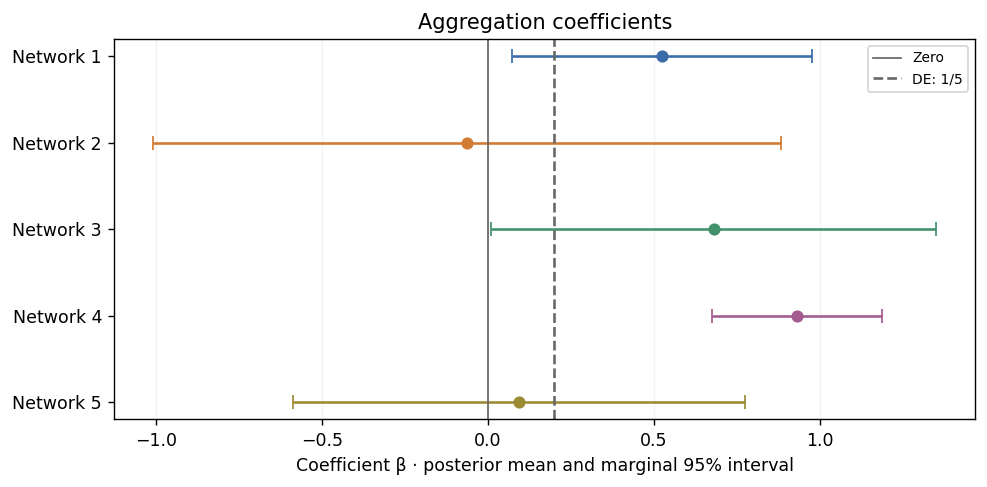 Aggregation coefficients
Network 1
Network 2
Network 3
Network 4
Network 5
Zero
DE: 1/5
−1.0
−0.5
0.0
0.5
1.0
Coefficient β · posterior mean and marginal 95% interval